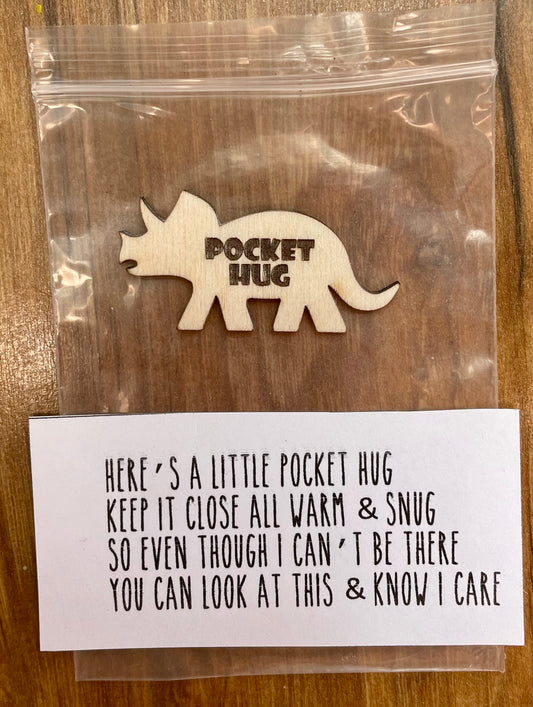 POCKET
HUG
HERE'S A LITTLE POCKET HUG
KEEP IT CLOSE ALL WARM & SNUG
SO EVEN THOUGH I CAN'T BE THERE
YOU CAN LOOK AT THIS & KNOW I CARE